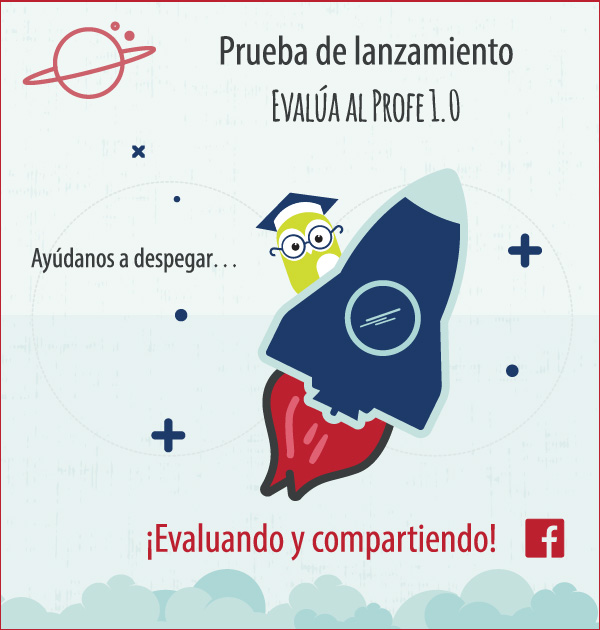 Prueba de lanzamiento
Evalúa al Profe 1.0
Ayúdanos a despegar...
¡Evaluando y compartiendo!
f